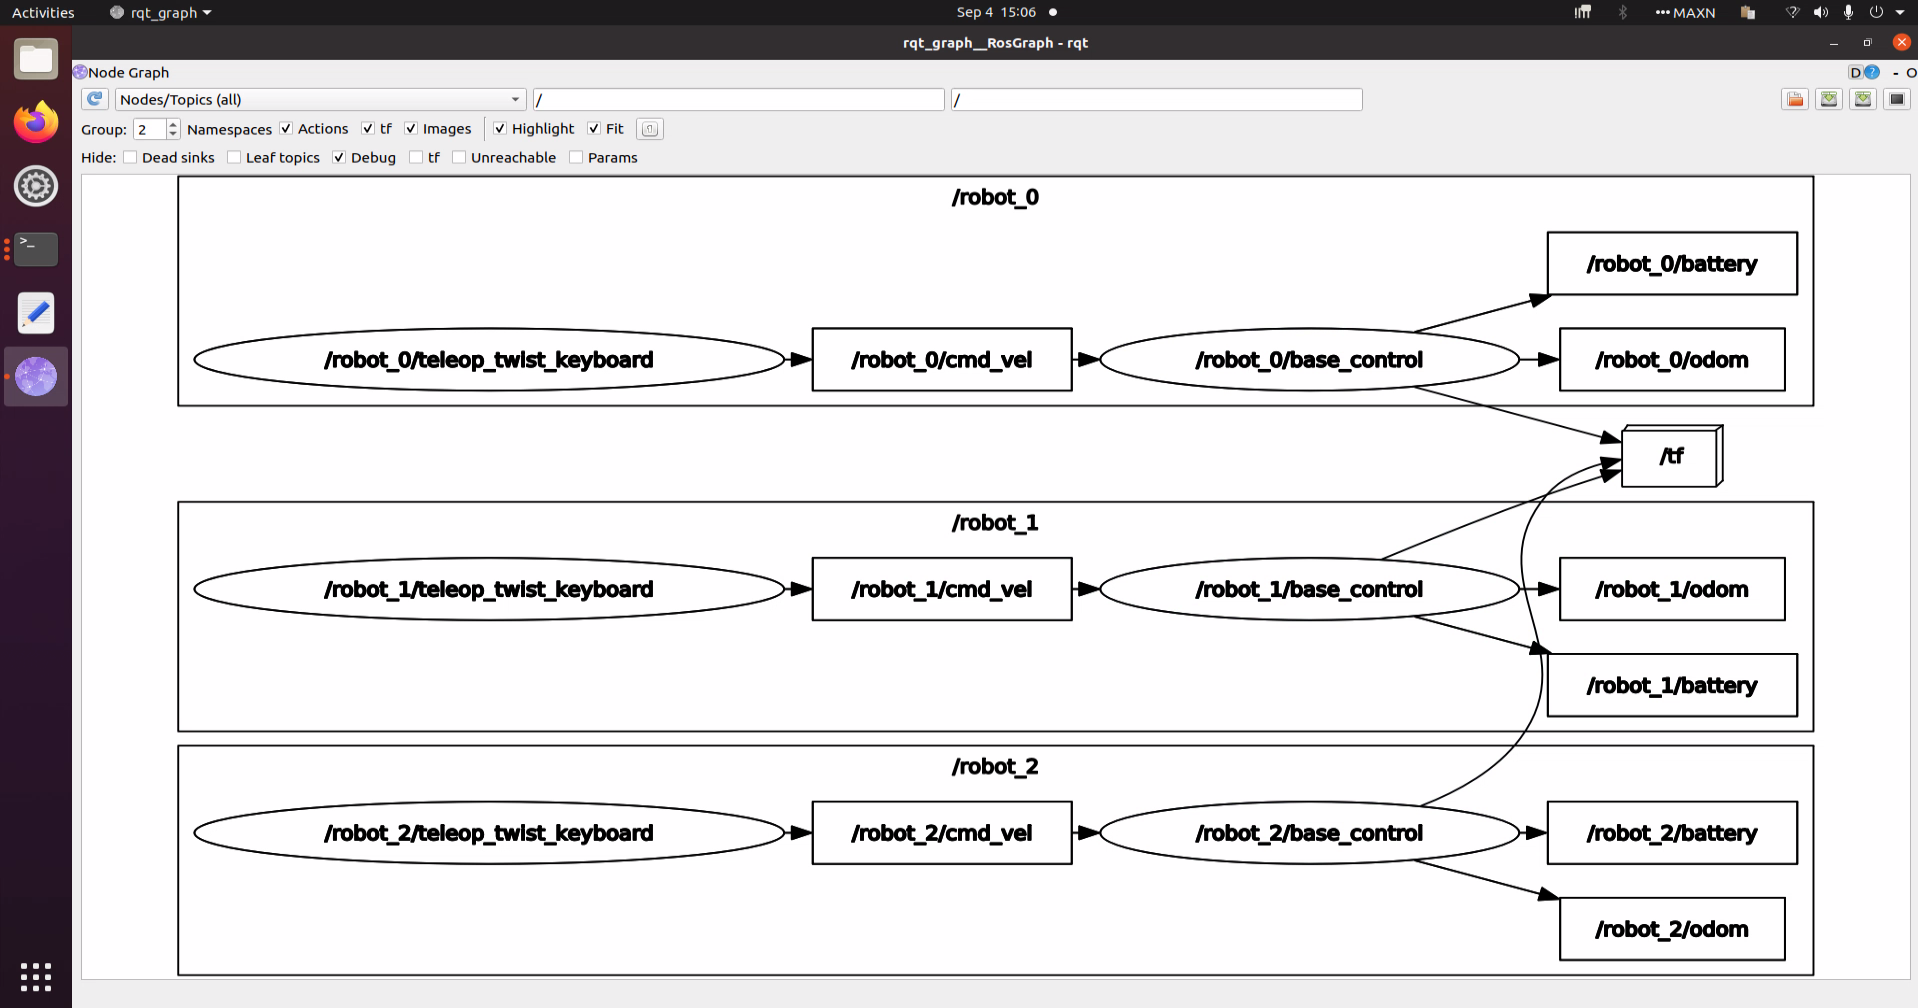 Activities rqt_graph Sep 4 15:06 MAXN
rqt_graph__RosGraph - rqt
Node Graph D ? - O
Nodes/Topics (all) / /
Group: 2 Namespaces Actions tf Images Highlight Fit
Hide: Dead sinks Leaf topics Debug tf Unreachable Params
/robot_0
/robot_0/battery
/robot_0/teleop_twist_keyboard /robot_0/cmd_vel /robot_0/base_control /robot_0/odom
/tf
/robot_1
/robot_1/teleop_twist_keyboard /robot_1/cmd_vel /robot_1/base_control /robot_1/odom
/robot_1/battery
/robot_2
/robot_2/teleop_twist_keyboard /robot_2/cmd_vel /robot_2/base_control /robot_2/battery
/robot_2/odom